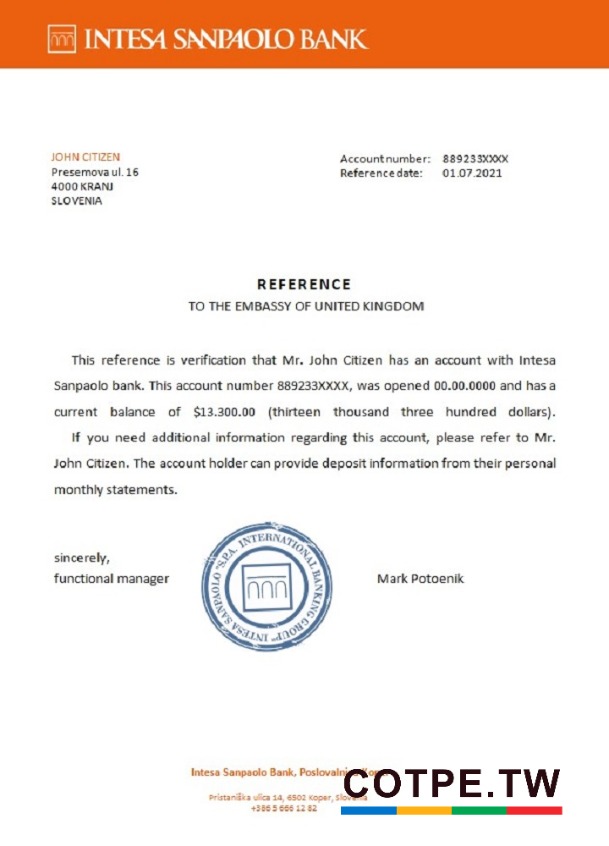 INTESA SANPAOLO BANK
JOHN CITIZEN
Presemova ul. 16
4000 KRANJ
SLOVENIA
Account number: 889233XXXX
Reference date: 01.07.2021
REFERENCE
TO THE EMBASSY OF UNITED KINGDOM
This reference is verification that Mr. John Citizen has an account with Intesa
Sanpaolo bank. This account number 889233XXXX, was opened 00.00.0000 and has a
current balance of $13.300.00 (thirteen thousand three hundred dollars).
If you need additional information regarding this account, please refer to Mr.
John Citizen. The account holder can provide deposit information from their personal
monthly statements.
sincerely,
functional manager
INTESA SANPAOLO "S.P.A. INTERNATIONAL BANKING GROUP"
Mark Potoenik
Intesa Sanpaolo Bank, Poslovalnica Koper
Pristaniška ulica 14, 6502 Koper, Slovenia
+386 5 666 12 82
COTPE.TW